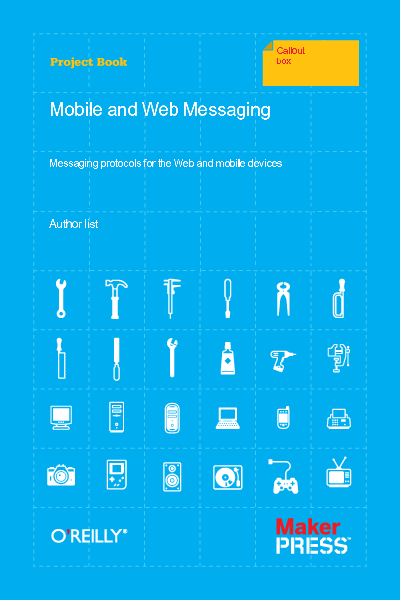 Project Book
Callout
box
Mobile and Web Messaging
Messaging protocols for the Web and mobile devices
Author list
O'REILLY®
Maker
PRESS™